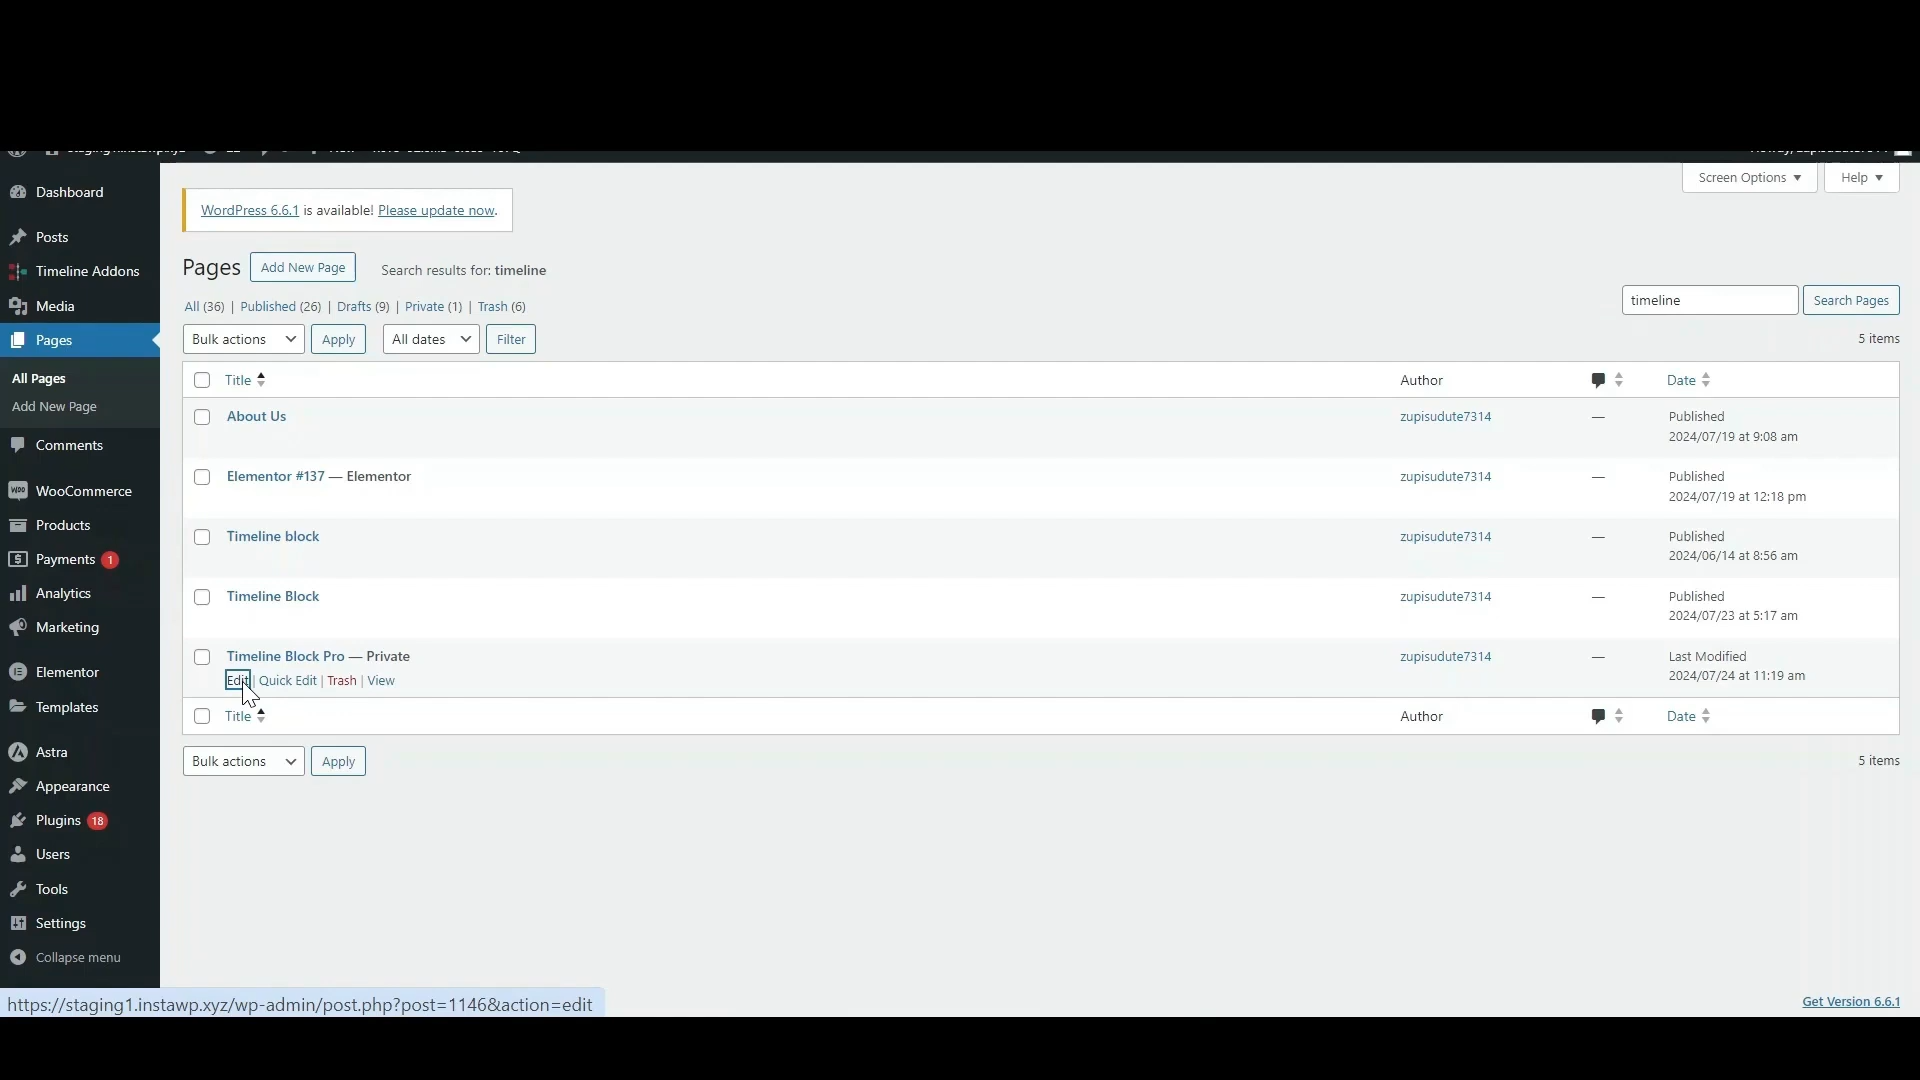 Screen Options
Help
Dashboard
Posts
Timeline Addons
Media
Pages
All Pages
Add New Page
Comments
WooCommerce
Products
Payments 1
Analytics
Marketing
Elementor
Templates
Astra
Appearance
Plugins 18
Users
Tools
Settings
Collapse menu
WordPress 6.6.1 is available! Please update now.
Pages Add New Page Search results for: timeline
All (36) | Published (26) | Drafts (9) | Private (1) | Trash (6)
timeline Search Pages
Bulk actions Apply All dates Filter 5 items
Title Author Date
About Us zupisudute7314 — Published
2024/07/19 at 9:08 am
Elementor #137 — Elementor zupisudute7314 — Published
2024/07/19 at 12:18 pm
Timeline block zupisudute7314 — Published
2024/06/14 at 8:56 am
Timeline Block zupisudute7314 — Published
2024/07/23 at 5:17 am
Timeline Block Pro — Private zupisudute7314 — Last Modified
Edit | Quick Edit | Trash | View 2024/07/24 at 11:19 am
Title Author Date
Bulk actions Apply 5 items
https://staging1.instawp.xyz/wp-admin/post.php?post=1146&action=edit
Get Version 6.6.1